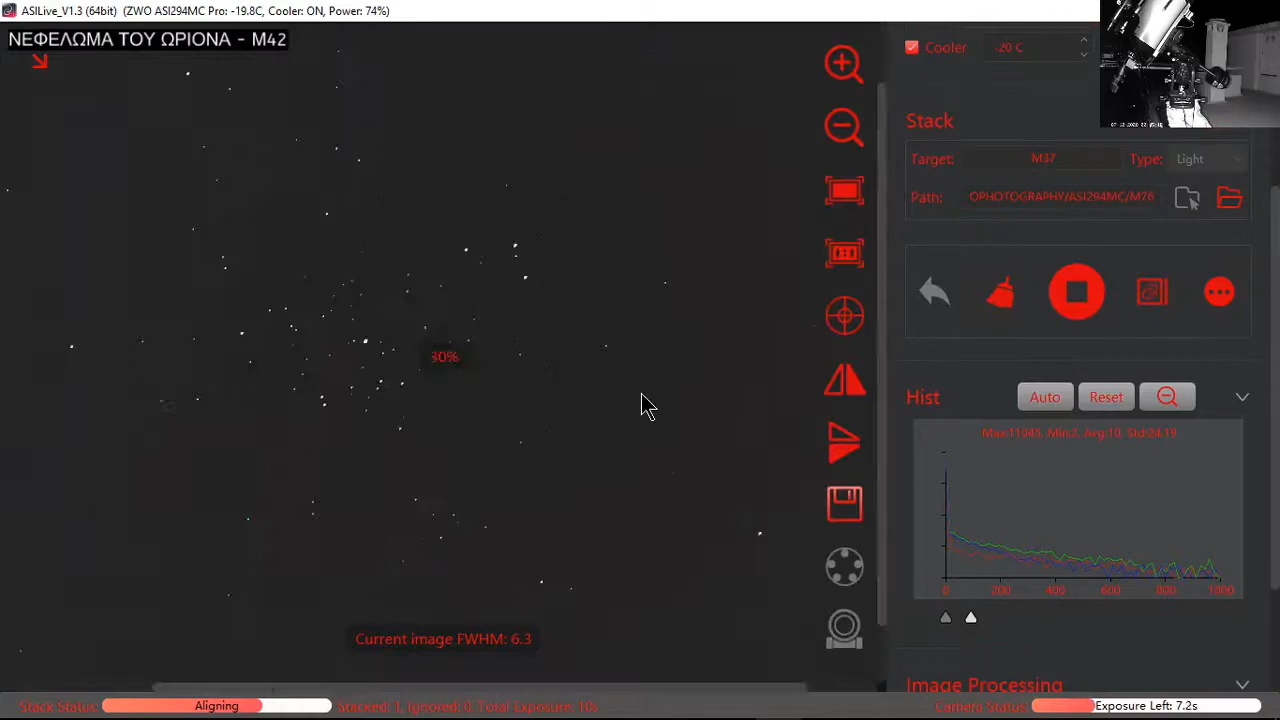 ASILive_V1.3 (64bit) (ZWO ASI294MC Pro: -19.8C, Cooler: ON, Power: 74%)
ΝΕΦΕΛΩΜΑ ΤΟΥ ΩΡΙΟΝΑ - M42
Cooler -20 C
Stack
Target: M37 Type: Light
Path: OPHOTOGRAPHY/ASI294MC/M76
30%
Hist Auto Reset
Max:11045, Min:2, Avg:10, Std:24.19
0 200 400 600 800 1000
Current image FWHM: 6.3
Image Processing
Stack Status: Aligning Stacked: 1, Ignored: 0, Total Exposure: 10s
Camera Status: Exposure Left: 7.2s